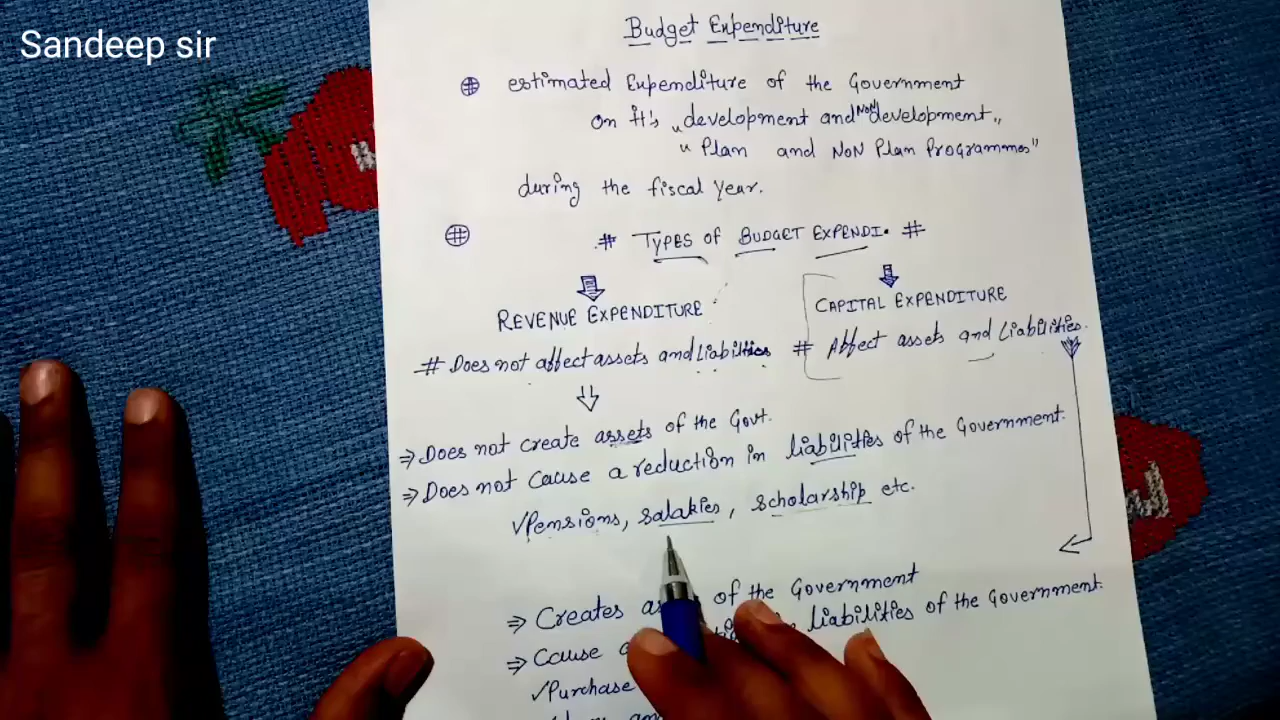 Sandeep sir
Budget Expenditure
estimated Expenditure of the Government
on it's "development and Non development"
"Plan and NON Plan Programmes"
during the fiscal year.
# TYPES of BUDGET EXPENDI. #
REVENUE EXPENDITURE
CAPITAL EXPENDITURE
# Does not affect assets and liabilities
# Affect assets and Liabilities.
⇒ Does not create assets of the Govt.
⇒ Does not Cause a reduction in liabilities of the Government.
✓Pensions, salaries, scholarship etc.
⇒ Creates of the Government
⇒ Cause liabilities of the Government.
✓Purchase